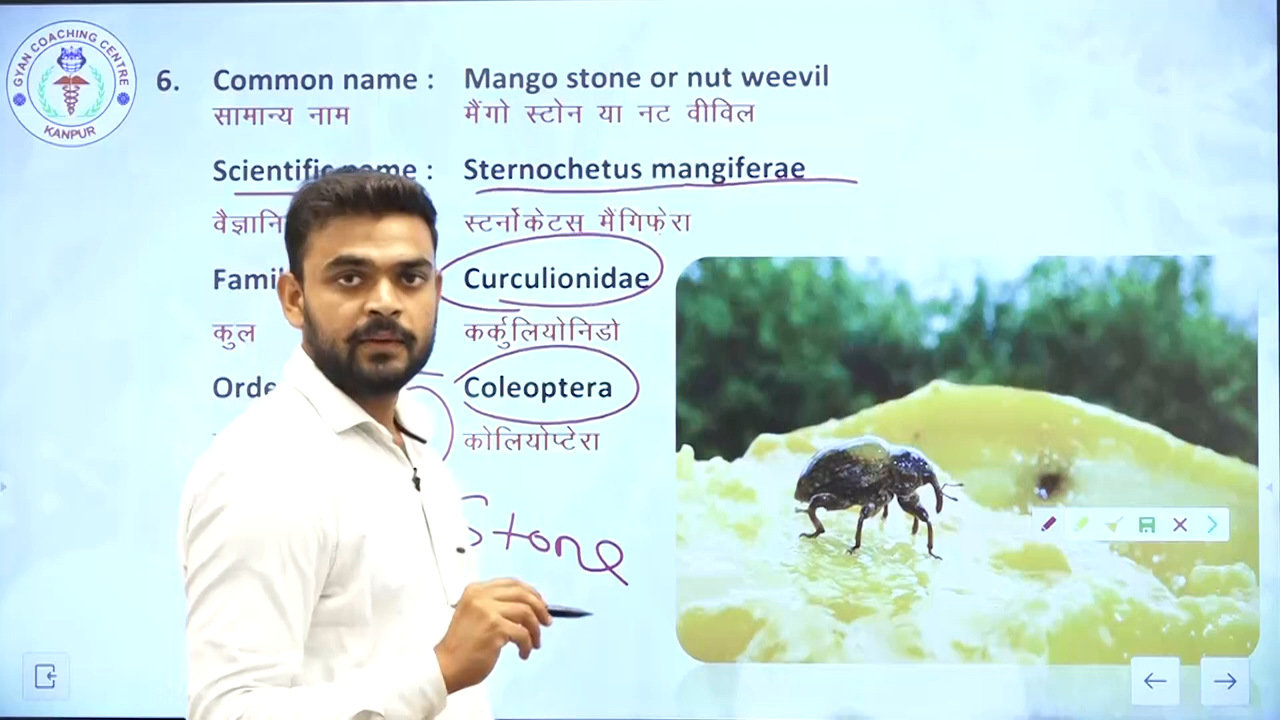 GYAN COACHING CENTRE
KANPUR
6. Common name : Mango stone or nut weevil
सामान्य नाम मैंगो स्टोन या नट वीविल
Scientific name : Sternochetus mangiferae
स्टर्नोकेटस मैंगिफ़ेरा
Curculionidae
कुल कर्कुलियोनिडो
Coleoptera
कोलियोप्टेरा
Stone